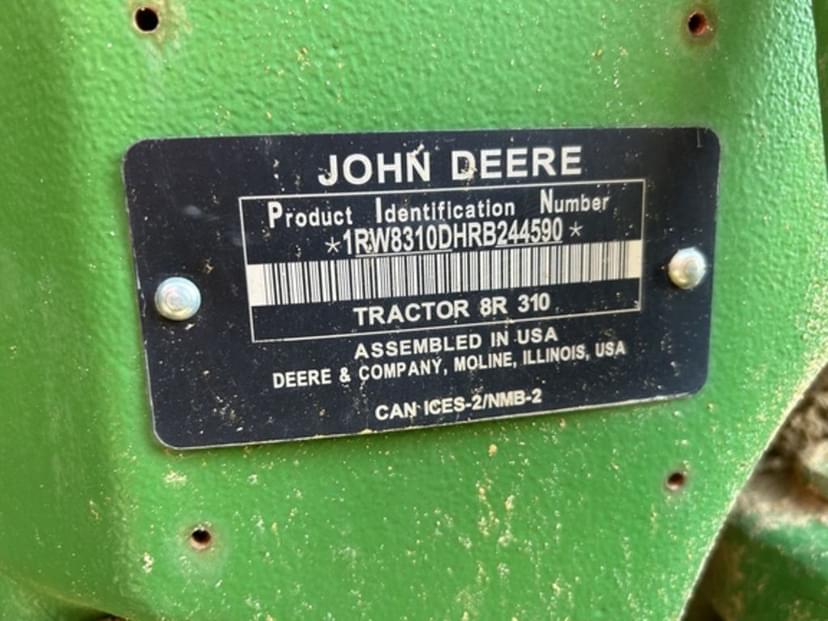 JOHN DEERE
Product Identification Number
*1RW8310DHRB244590*
TRACTOR 8R 310
ASSEMBLED IN USA
DEERE & COMPANY, MOLINE, ILLINOIS, USA
CAN ICES-2/NMB-2